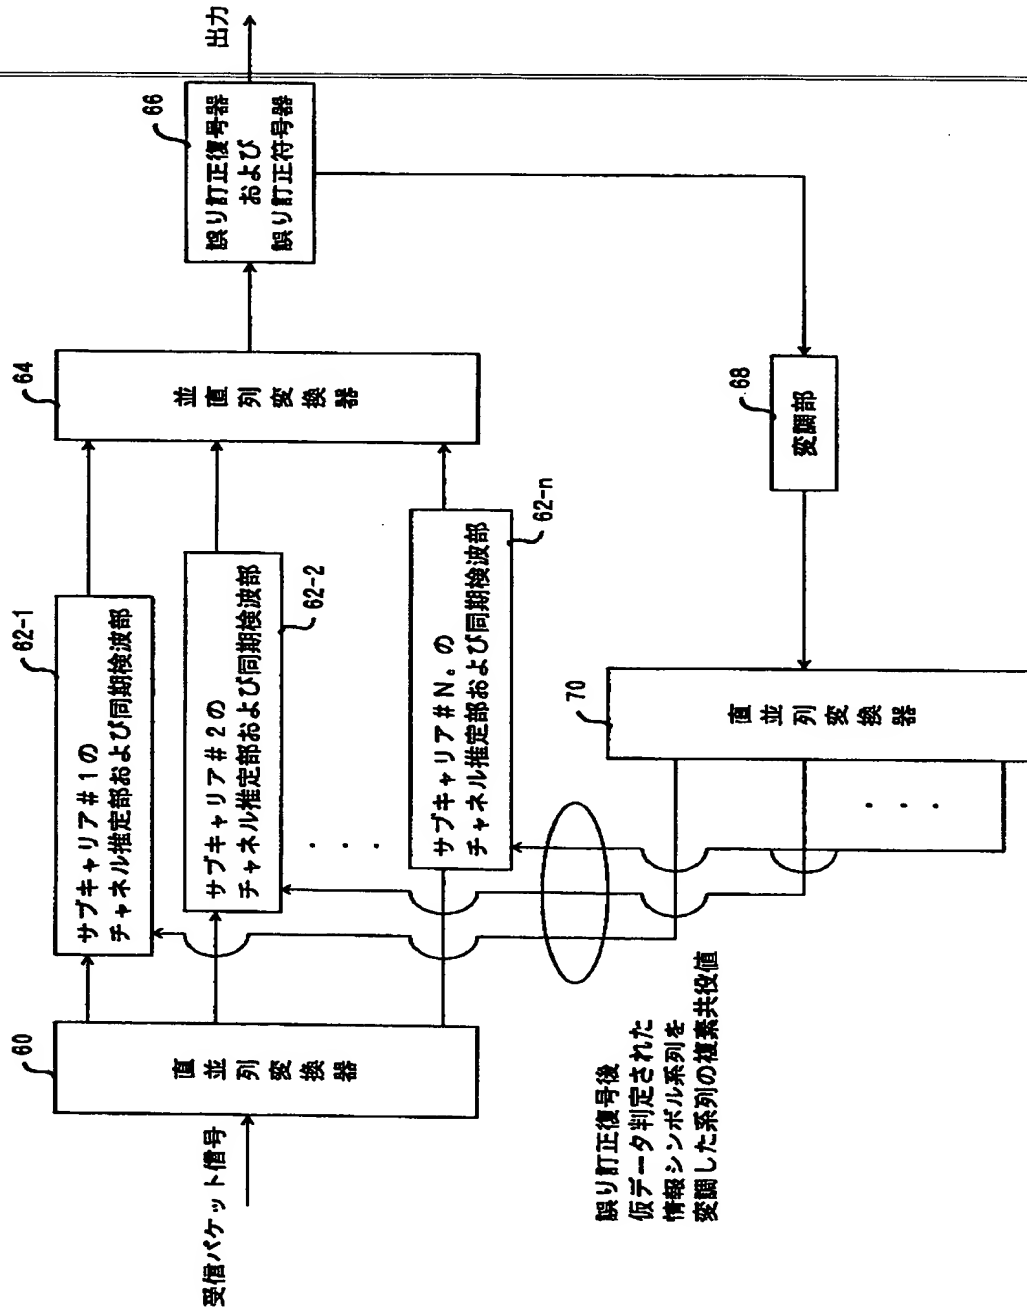 受信パケット信号
60
直並列変換器
62-1
サブキャリア#1の
チャネル推定部および同期検波部
サブキャリア#2の
チャネル推定部および同期検波部
62-2
・・・
サブキャリア#N。の
チャネル推定部および同期検波部
62-n
64
並直列変換器
66
誤り訂正復号器
および
誤り訂正符号器
出力
68
変調部
70
直並列変換器
・・・
誤り訂正復号後
仮データ判定された
情報シンボル系列を
変調した系列の複素共役値